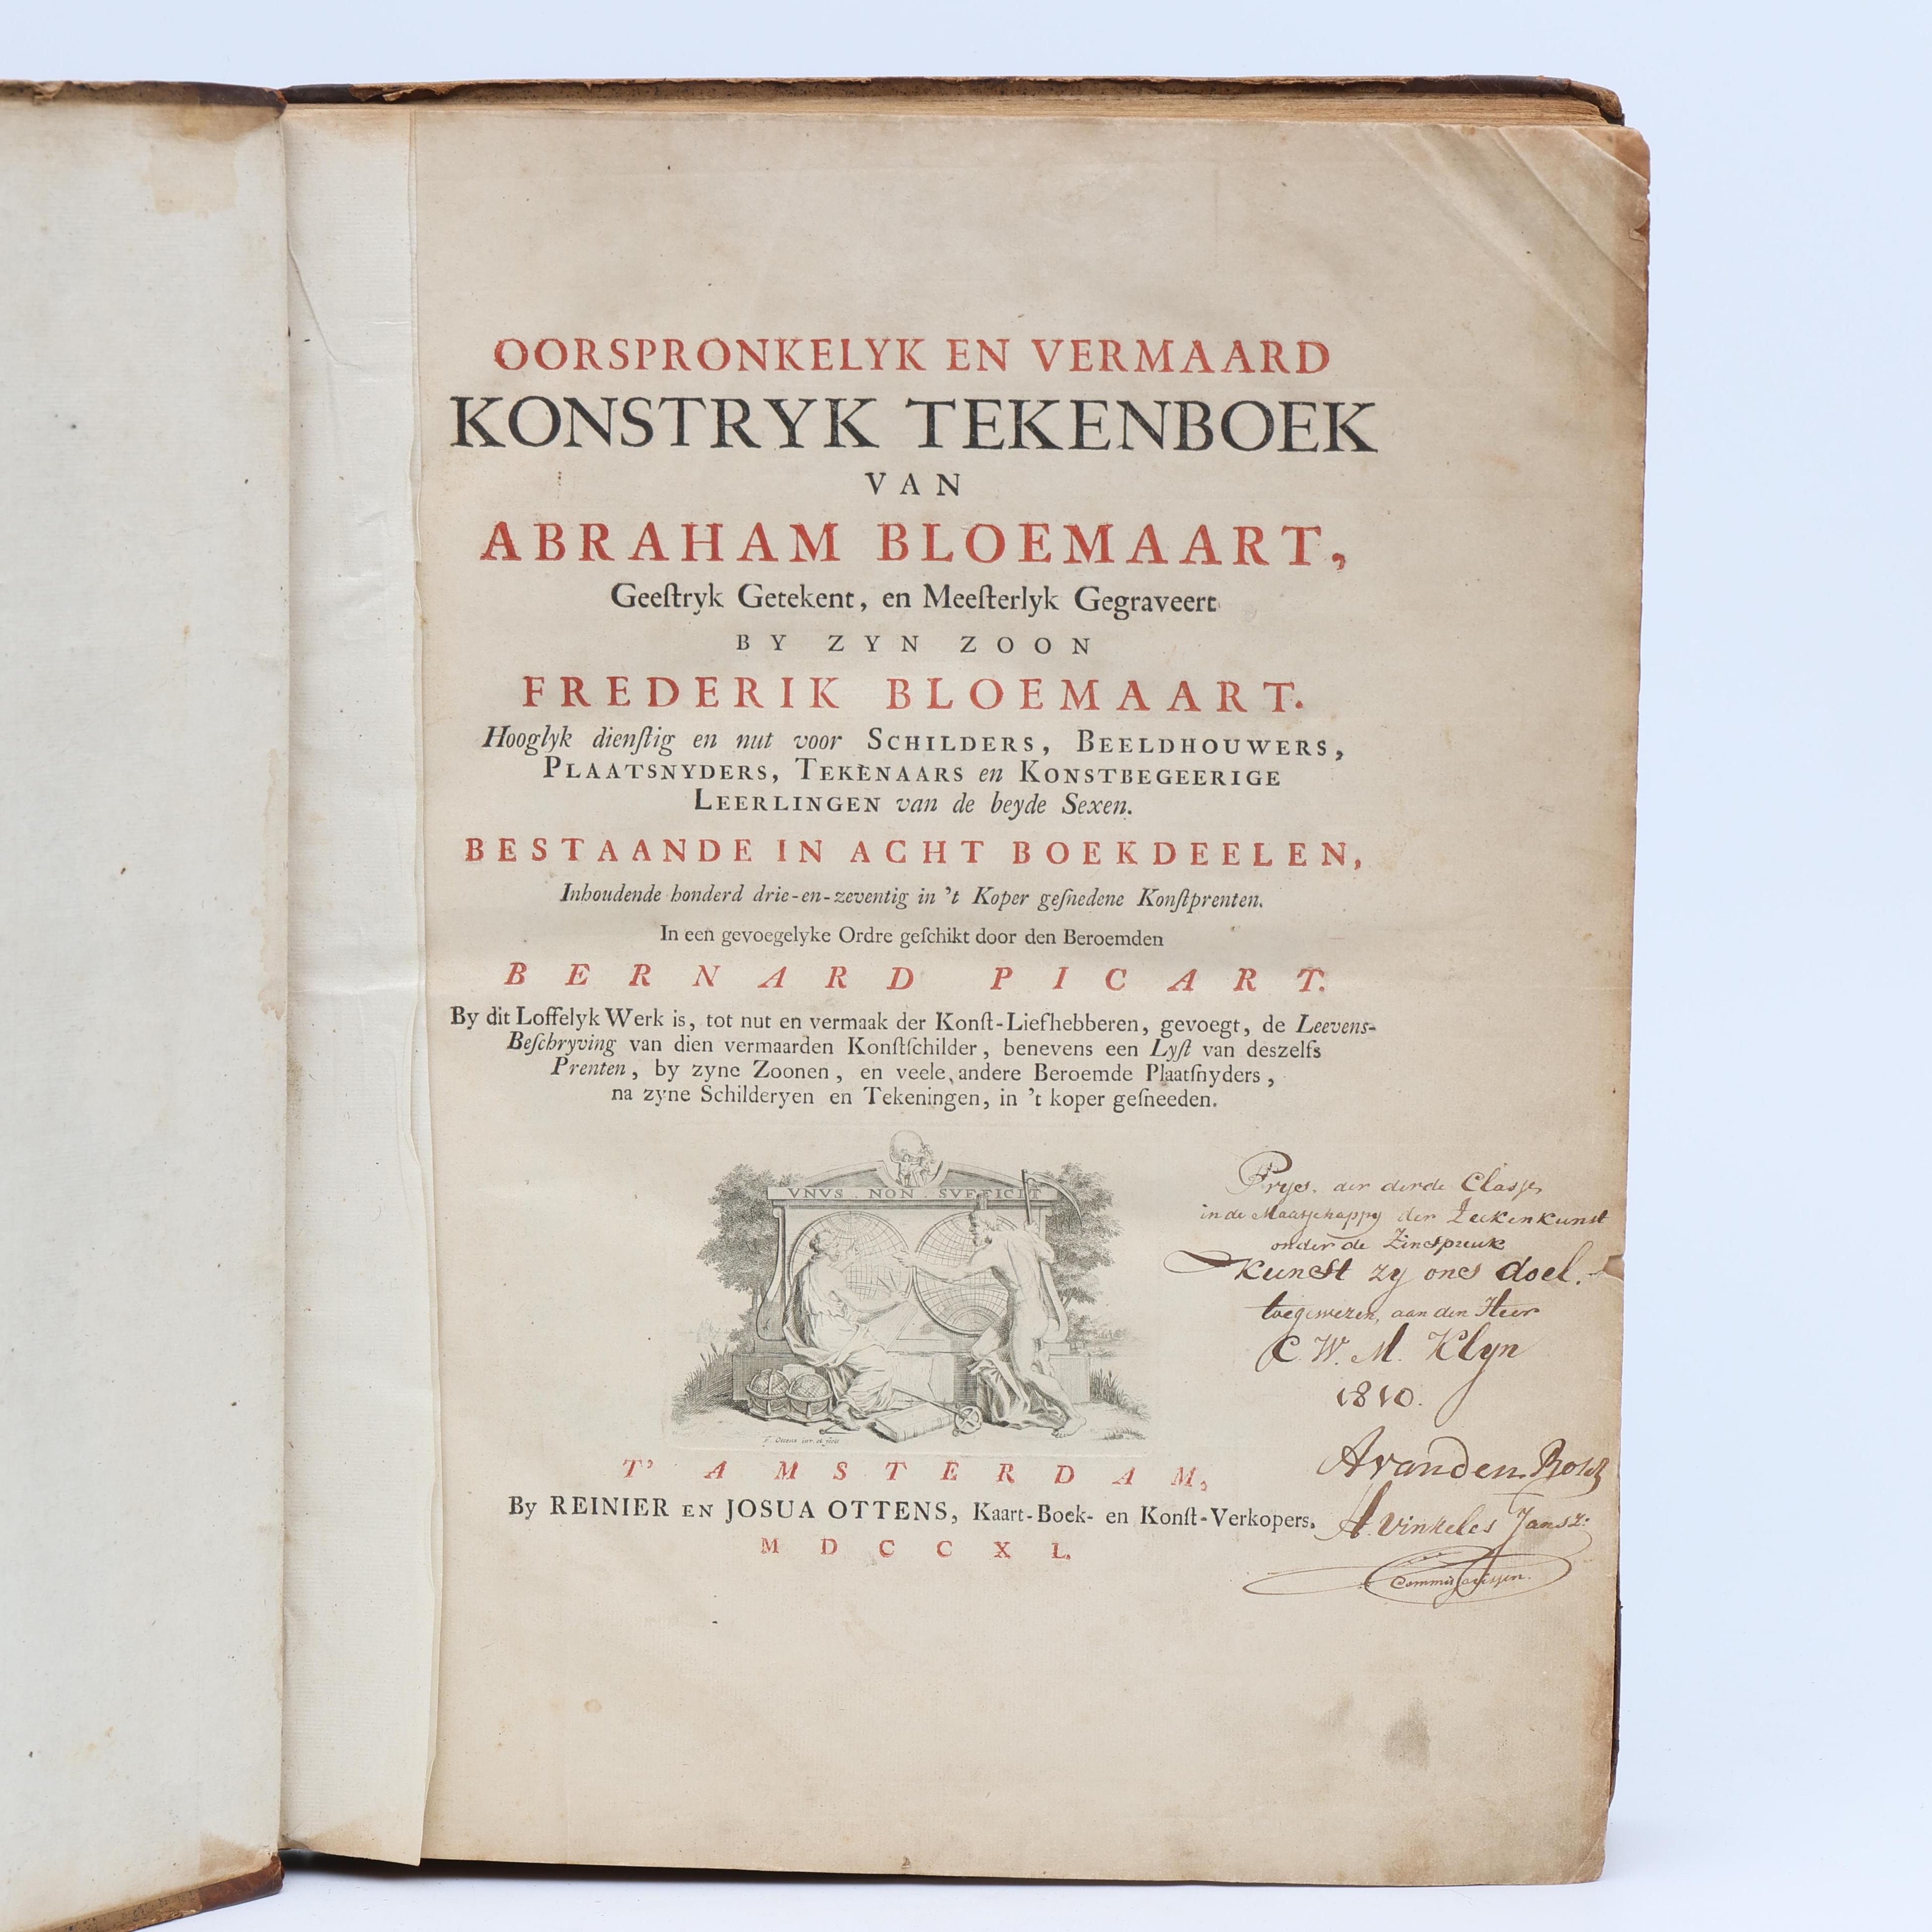 OORSPRONKELYK EN VERMAARD
KONSTRYK TEKENBOEK
VAN
ABRAHAM BLOEMAART,
Geeſtryk Getekent, en Meeſterlyk Gegraveert
BY ZYN ZOON
FREDERIK BLOEMAART.
Hooglyk dienſtig en nut voor SCHILDERS, BEELDHOUWERS,
PLAATSNYDERS, TEKENAARS en KONSTBEGEERIGE
LEERLINGEN van de beyde Sexen.
BESTAANDE IN ACHT BOEKDEELEN,
Inhoudende honderd drie-en-zeventig in 't Koper geſnedene Konſtprenten.
In een gevoegelyke Ordre geſchikt door den Beroemden
BERNARD PICART.
By dit Loffelyk Werk is, tot nut en vermaak der Konſt-Liefhebberen, gevoegt, de Leevens-
Beſchryving van dien vermaarden Konſtſchilder, benevens een Lyſt van deszelfs
Prenten, by zyne Zoonen, en veele andere Beroemde Plaatſnyders,
na zyne Schilderyen en Tekeningen, in 't koper geſneeden.
VNVS . NON . SVFFICIT
F. Ottens inv. et fecit
T' AMSTERDAM,
By REINIER EN JOSUA OTTENS, Kaart-Boek- en Konſt-Verkopers.
MDCCXL.
Prys. der derde Classe,
in de Maatschappy der Teekenkunst
onder de Zinspreuk
Kunst zy ons doel.
toegewezen, aan den Heer
C. W. M. Klyn
1810.
A van den Bosch
A. Vinkeles Jansz:
Commissarissen.